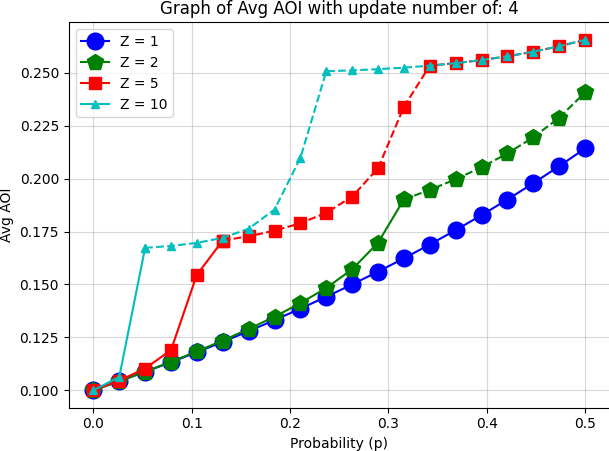 Graph of Avg AOI with update number of: 4
Z = 1
Z = 2
Z = 5
Z = 10
Avg AOI
0.250
0.225
0.200
0.175
0.150
0.125
0.100
0.0 0.1 0.2 0.3 0.4 0.5
Probability (p)